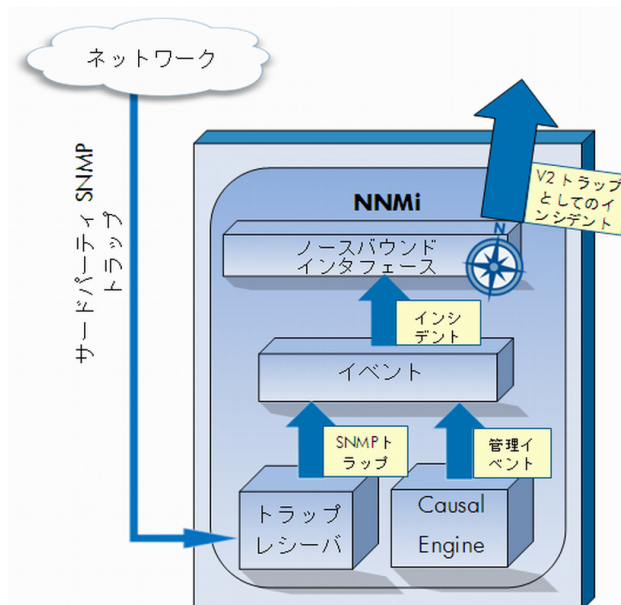 ネットワーク
サードパーティ SNMP
トラップ
V2 トラップ
としてのイ
ンシデント
NNMi
N
ノースバウンド
インタフェース
インシ
デント
イベント
SNMPト
ラップ
管理イ
ベント
トラップ
レシーバ
Causal
Engine